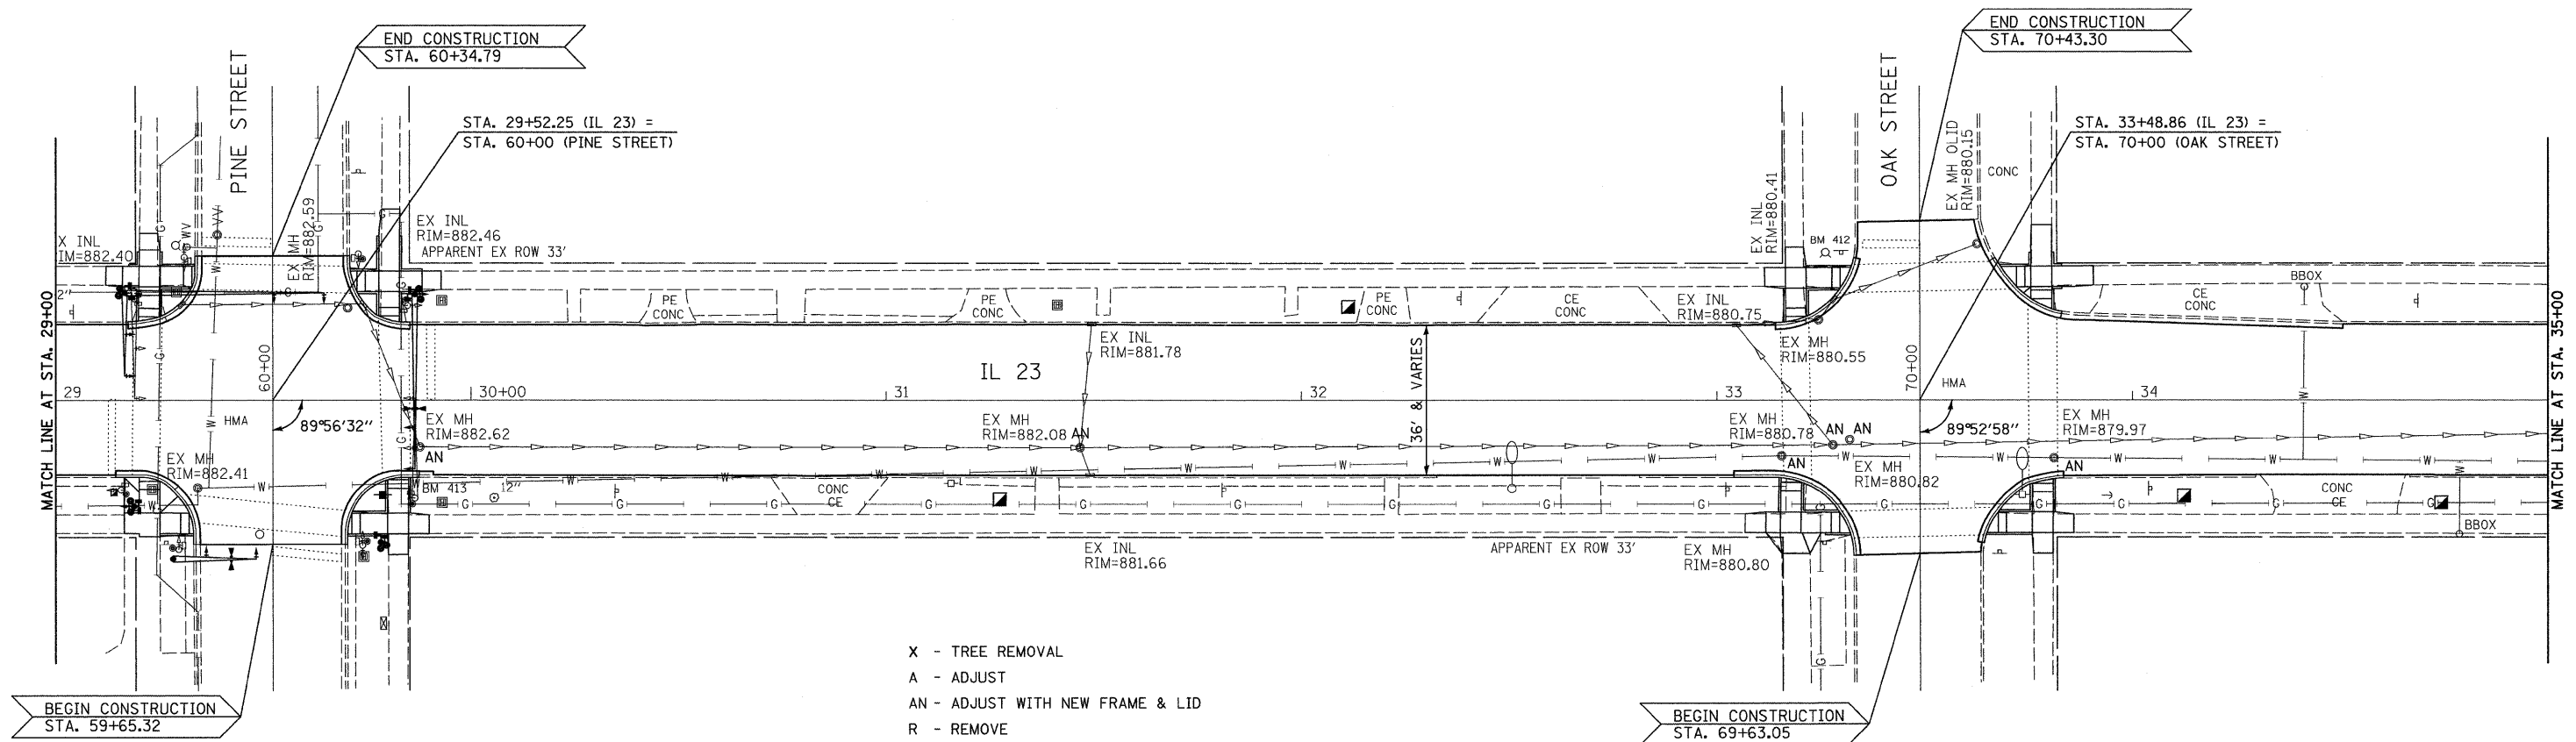 END CONSTRUCTION
STA. 60+34.79
END CONSTRUCTION
STA. 70+43.30
PINE STREET
OAK STREET
STA. 29+52.25 (IL 23) =
STA. 60+00 (PINE STREET)
STA. 33+48.86 (IL 23) =
STA. 70+00 (OAK STREET)
EX MH OLID
RIM=880.15
CONC
X INL
IM=882.40
WV
VV
EX MH
RIM=882.59
EX INL
RIM=882.46
APPARENT EX ROW 33'
EX INL
RIM=880.41
BM 412
BBOX
2"
PE
CONC
PE
CONC
PE
CONC
CE
CONC
EX INL
RIM=880.75
CE
CONC
MATCH LINE AT STA. 29+00
MATCH LINE AT STA. 35+00
EX INL
RIM=881.78
EX MH
RIM=880.55
IL 23
36' & VARIES
60+00
70+00
HMA
29
30+00
31
32
33
34
HMA
89°56'32"
EX MH
RIM=882.62
AN
EX MH
RIM=882.08
AN
EX MH
RIM=880.78
AN
AN
89°52'58"
EX MH
RIM=879.97
EX MH
RIM=882.41
AN
EX MH
RIM=880.82
AN
BM 413
12"
CONC
CE
CONC
CE
BBOX
W
W
W
W
W
W
W
W
W
W
G
G
G
G
G
G
G
G
G
EX INL
RIM=881.66
APPARENT EX ROW 33'
EX MH
RIM=880.80
X - TREE REMOVAL
A - ADJUST
AN - ADJUST WITH NEW FRAME & LID
R - REMOVE
BEGIN CONSTRUCTION
STA. 59+65.32
BEGIN CONSTRUCTION
STA. 69+63.05